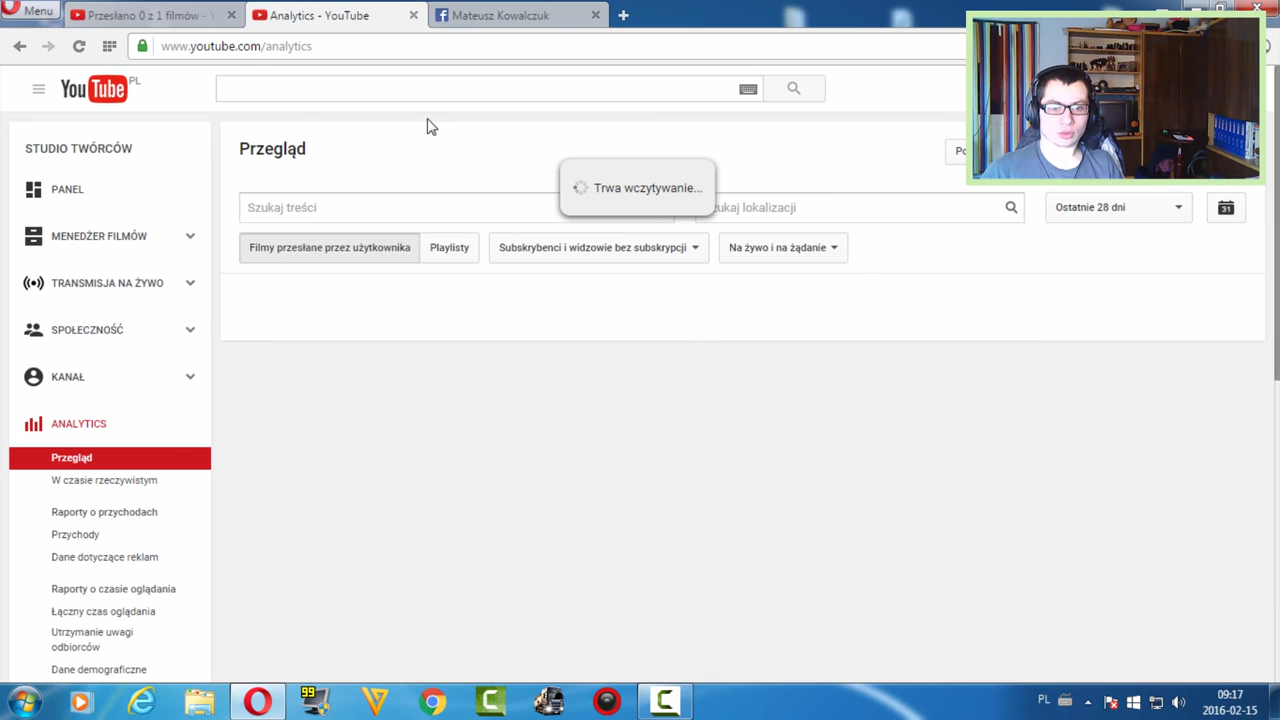 Menu
Przesłano 0 z 1 filmów - Y
Analytics - YouTube
Mateusz Kowalczuk
www.youtube.com/analytics
YouTube PL
STUDIO TWÓRCÓW
PANEL
MENEDŻER FILMÓW
TRANSMISJA NA ŻYWO
SPOŁECZNOŚĆ
KANAŁ
ANALYTICS
Przegląd
W czasie rzeczywistym
Raporty o przychodach
Przychody
Dane dotyczące reklam
Raporty o czasie oglądania
Łączny czas oglądania
Utrzymanie uwagi
odbiorców
Dane demograficzne
Przegląd
Trwa wczytywanie...
Szukaj treści
ukaj lokalizacji
Ostatnie 28 dni
31
Filmy przesłane przez użytkownika
Playlisty
Subskrybenci i widzowie bez subskrypcji
Na żywo i na żądanie
99
PL
09:17
2016-02-15